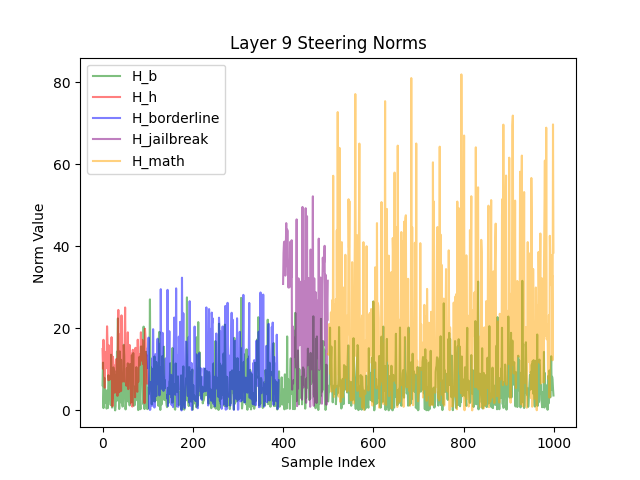 Layer 9 Steering Norms
H_b
H_h
H_borderline
H_jailbreak
H_math
Norm Value
80
60
40
20
0
0 200 400 600 800 1000
Sample Index